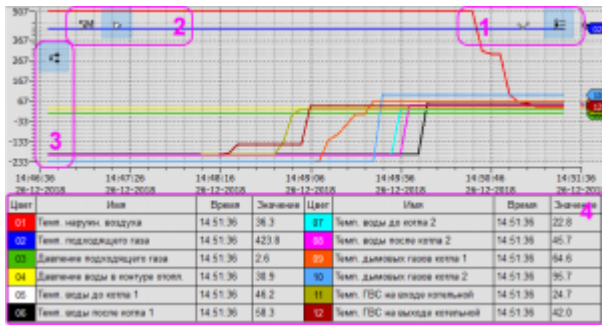 507
467
367
267
167
67
-33
-133
-233
5M
2
1
3
02
12
14:46:36 14:47:26 14:48:16 14:49:06 14:49:56 14:50:46 14:51:36
26-12-2018 26-12-2018 26-12-2018 26-12-2018 26-12-2018 26-12-2018 26-12-2018
Цвет Имя Время Значение Цвет Имя Время Значение
4
01 Темп. наружн. воздуха 14:51:36 36.3 07 Темп. воды до котла 2 14:51:36 22.8
02 Темп. подходящего газа 14:51:36 423.8 08 Темп. воды после котла 2 14:51:36 45.7
03 Давление подходящего газа 14:51:36 2.6 09 Темп. дымовых газов котла 1 14:51:36 64.6
04 Давление воды в контуре отопл. 14:51:36 30.9 10 Темп. дымовых газов котла 2 14:51:36 95.7
05 Темп. воды до котла 1 14:51:36 46.2 11 Темп. ГВС на входе котельной 14:51:36 24.7
06 Темп. воды после котла 1 14:51:36 58.3 12 Темп. ГВС на выходе котельной 14:51:36 42.0